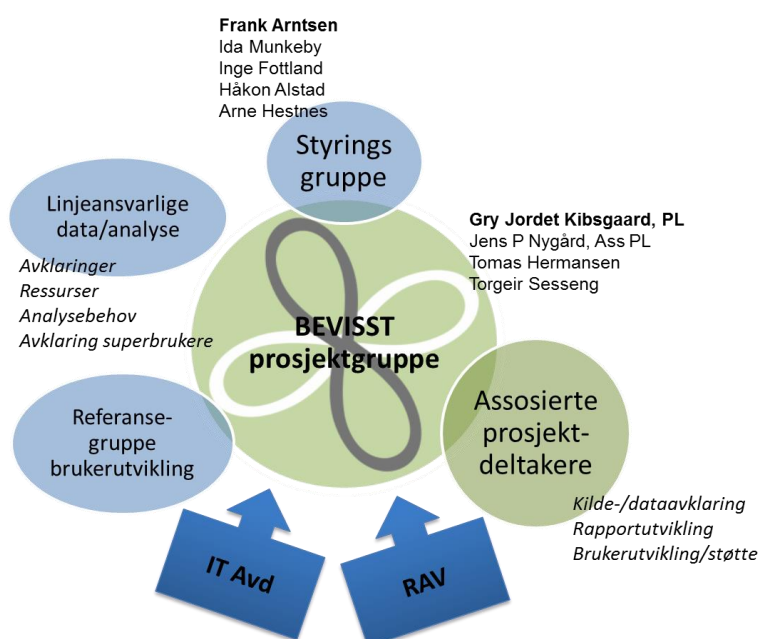 Frank Arntsen
Ida Munkeby
Inge Fottland
Håkon Alstad
Arne Hestnes
Styrings
gruppe
Linjeansvarlige
data/analyse
Avklaringer
Ressurser
Analysebehov
Avklaring superbrukere
Gry Jordet Kibsgaard, PL
Jens P Nygård, Ass PL
Tomas Hermansen
Torgeir Sesseng
BEVISST
prosjektgruppe
Referanse-
gruppe
brukerutvikling
Assosierte
prosjekt-
deltakere
Kilde-/dataavklaring
Rapportutvikling
Brukerutvikling/støtte
IT Avd
RAV